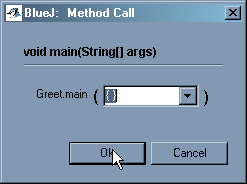 BlueJ: Method Call
void main(String[] args)
Greet.main ( {} )
Ok Cancel